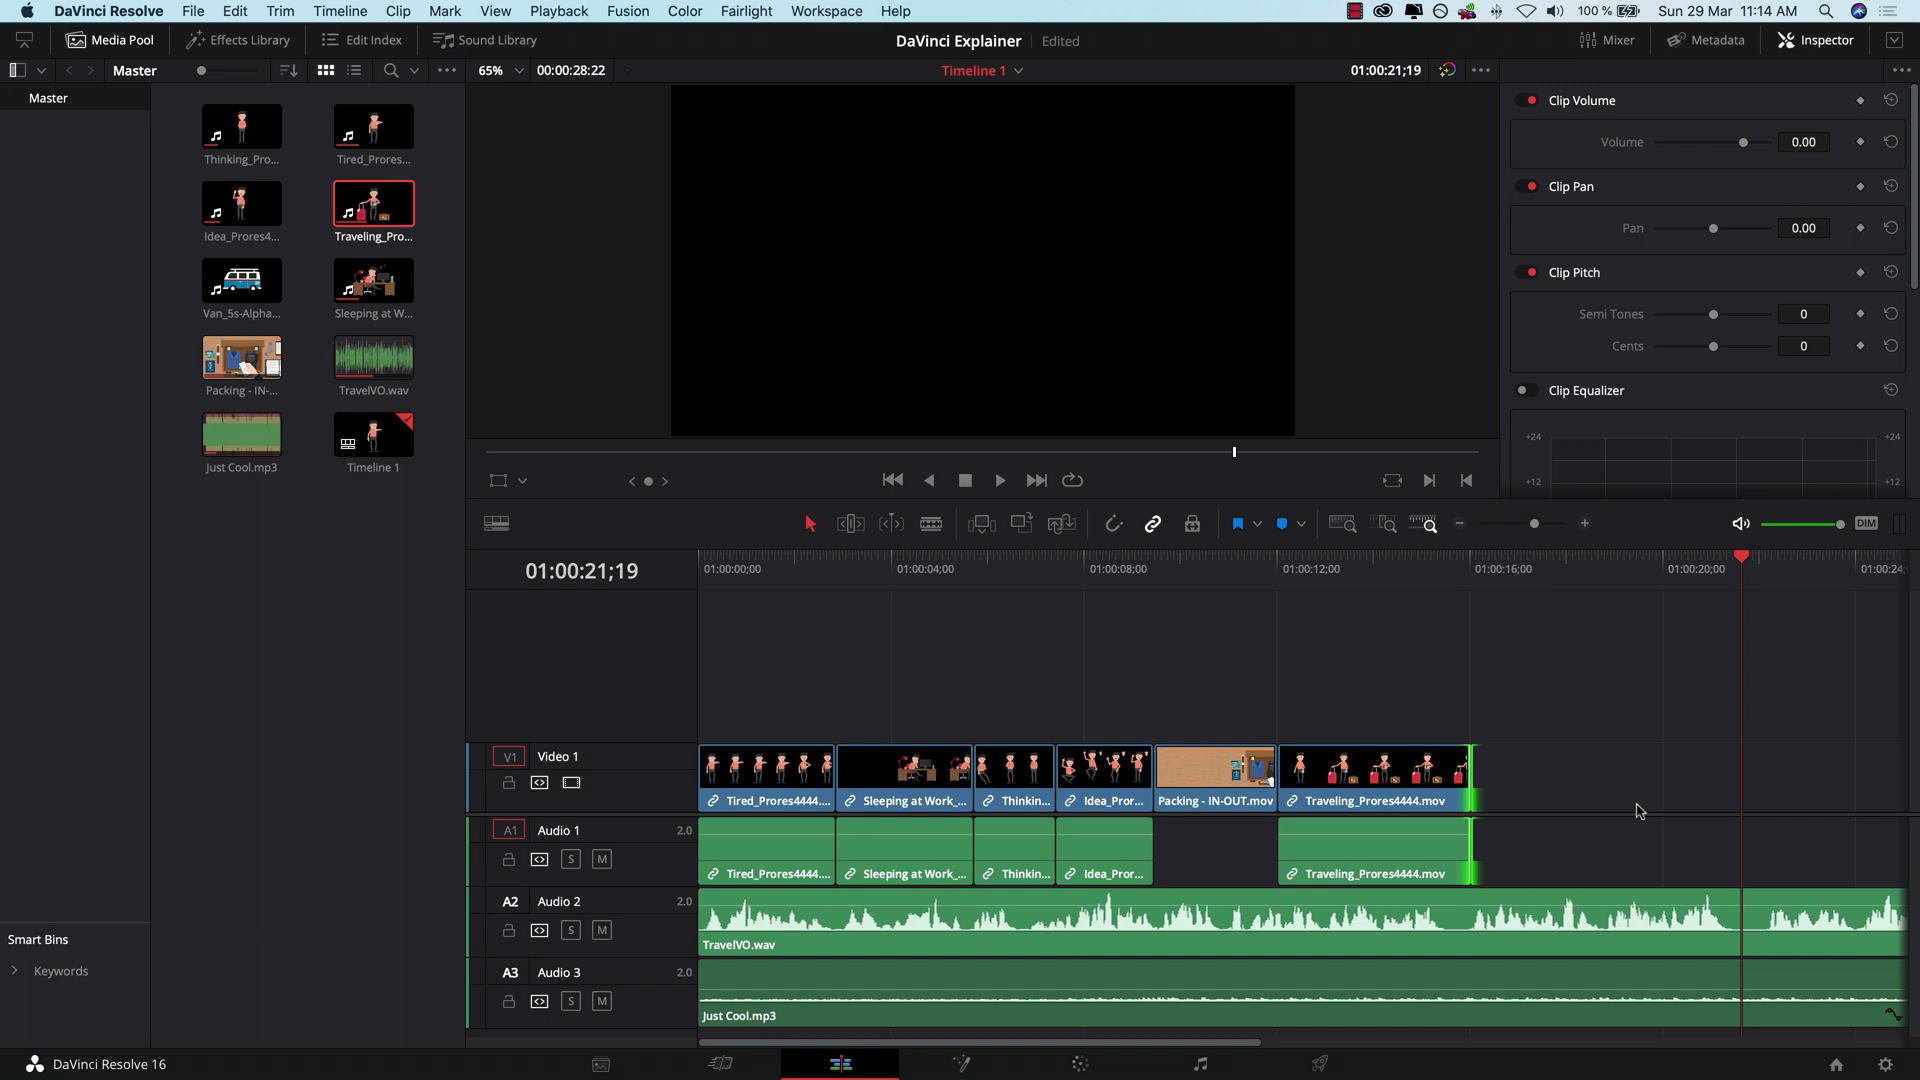 DaVinci Resolve File Edit Trim Timeline Clip Mark View Playback Fusion Color Fairlight Workspace Help 100 % Sun 29 Mar 11:14 AM
Media Pool Effects Library Edit Index Sound Library DaVinci Explainer Edited Mixer Metadata Inspector
Master 65% 00:00:28:22 Timeline 1 01:00:21;19
Master
Thinking_Pro... Tired_Prores...
Idea_Prores4... Traveling_Pro...
Van_5s-Alpha... Sleeping at W...
Packing - IN-... TravelVO.wav
Just Cool.mp3 Timeline 1
Clip Volume
Volume 0.00
Clip Pan
Pan 0.00
Clip Pitch
Semi Tones 0
Cents 0
Clip Equalizer
+24 +24
+12 +12
DIM
01:00:21;19 01:00:00;00 01:00:04;00 01:00:08;00 01:00:12;00 01:00:16;00 01:00:20;00 01:00:24;
V1 Video 1
Tired_Prores4444.... Sleeping at Work_... Thinkin... Idea_Pror... Packing - IN-OUT.mov Traveling_Prores4444.mov
A1 Audio 1 2.0
S M
Tired_Prores4444.... Sleeping at Work_... Thinkin... Idea_Pror... Traveling_Prores4444.mov
A2 Audio 2 2.0
S M
TravelVO.wav
A3 Audio 3 2.0
S M
Just Cool.mp3
Smart Bins
Keywords
DaVinci Resolve 16